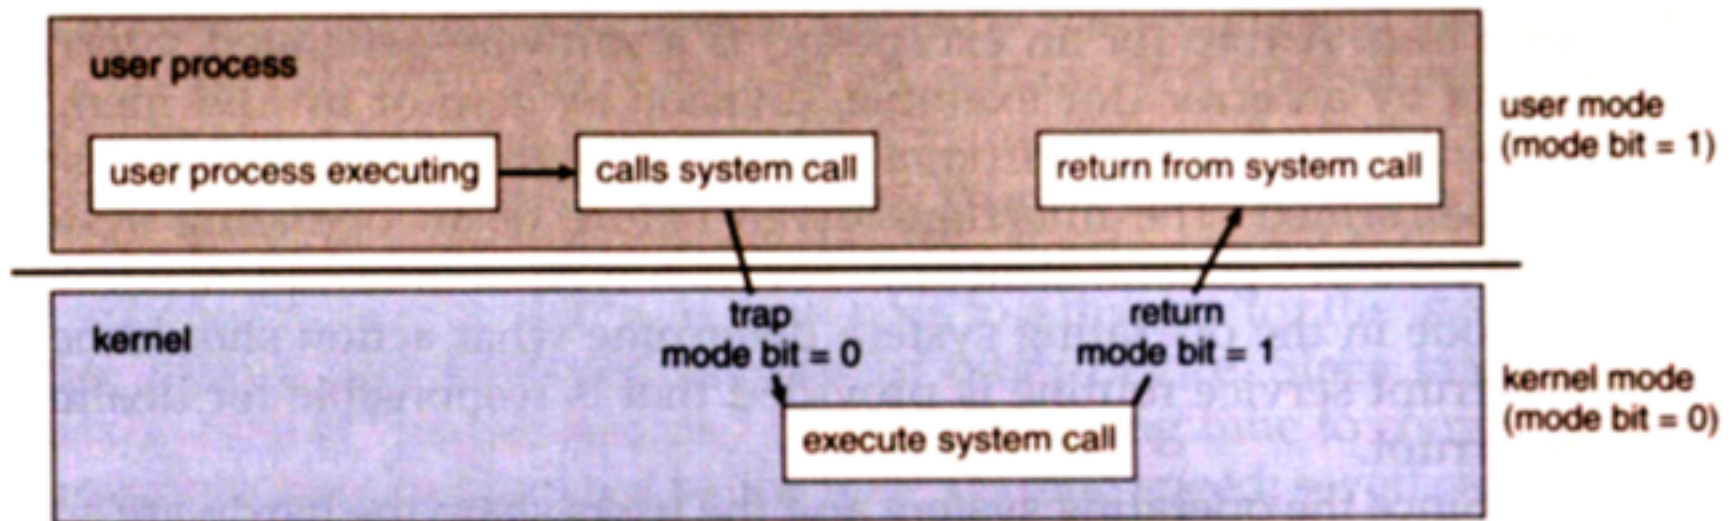 user process
user process executing
calls system call
return from system call
user mode
(mode bit = 1)
kernel
trap
mode bit = 0
return
mode bit = 1
execute system call
kernel mode
(mode bit = 0)